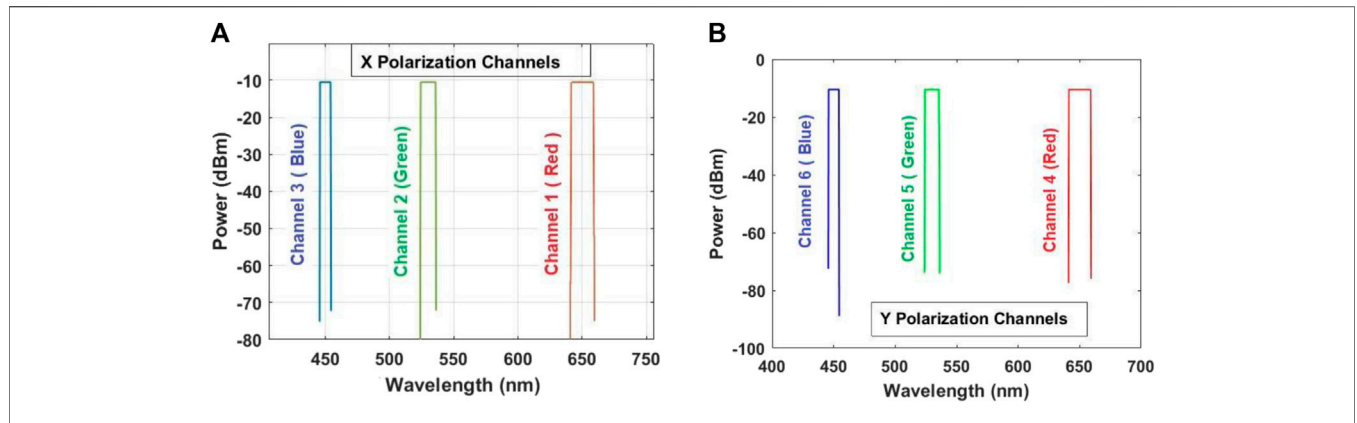 A
X Polarization Channels
Power (dBm)
-10
-20
-30
-40
-50
-60
-70
-80
Channel 3 ( Blue)
Channel 2 (Green)
Channel 1 ( Red )
450 500 550 600 650 750
Wavelength (nm)
B
Power (dBm)
0
-20
-40
-60
-80
-100
Channel 6 ( Blue)
Channel 5 ( Green)
Channel 4 (Red)
Y Polarization Channels
400 450 500 550 600 650 700
Wavelength (nm)